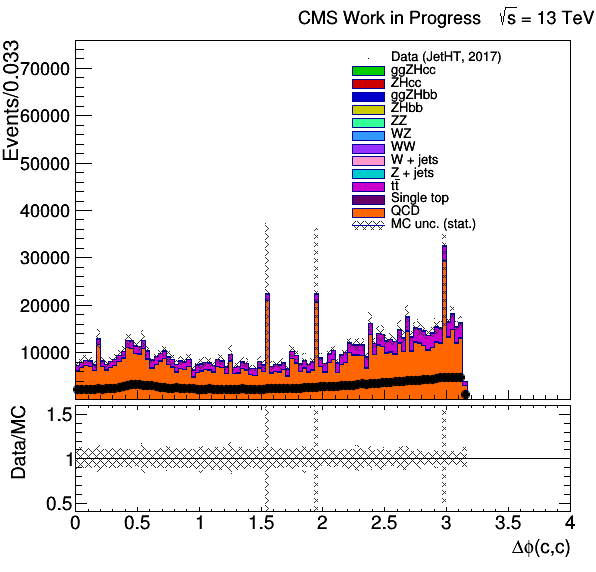 CMS Work in Progress √s = 13 TeV
Events/0.033
70000
60000
50000
40000
30000
20000
10000
Data (JetHT, 2017)
ggZHcc
ZHcc
ggZHbb
ZHbb
ZZ
WZ
WW
W + jets
Z + jets
tt̅
Single top
QCD
MC unc. (stat.)
Data/MC
1.5
1
0.5
0 0.5 1 1.5 2 2.5 3 3.5 4
Δϕ(c,c)